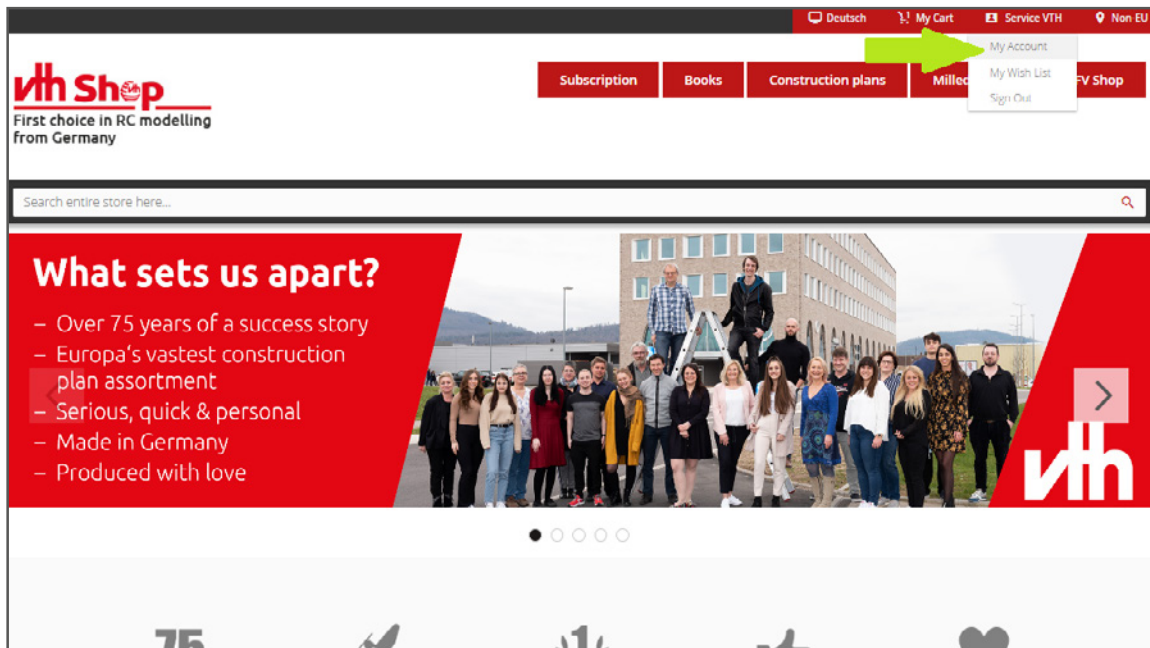 Deutsch My Cart Service VTH Non EU
My Account
My Wish List
Sign Out
vth Shop
First choice in RC modelling
from Germany
Subscription Books Construction plans Shop
Search entire store here...
What sets us apart?
– Over 75 years of a success story
– Europa‘s vastest construction
plan assortment
– Serious, quick & personal
– Made in Germany
– Produced with love
vth
75 1